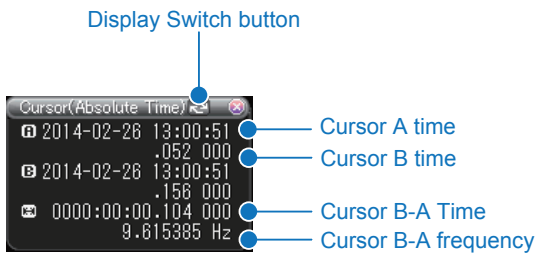 Display Switch button
Cursor(Absolute Time)
A 2014-02-26 13:00:51
.052 000
B 2014-02-26 13:00:51
.156 000
0000:00:00.104 000
9.615385 Hz
Cursor A time
Cursor B time
Cursor B-A Time
Cursor B-A frequency